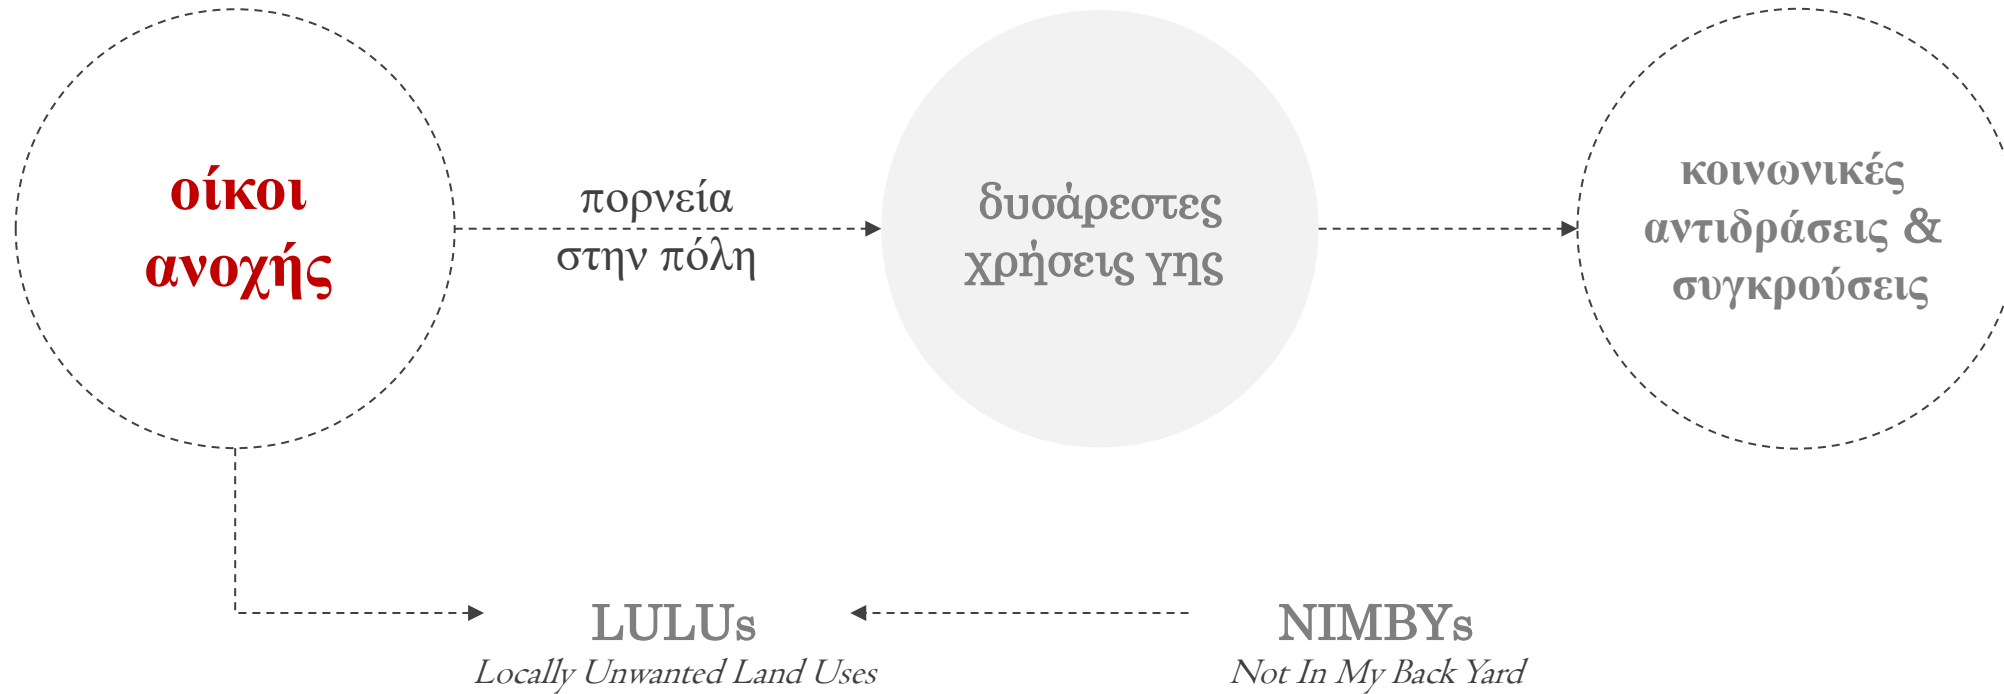 οίκοι
ανοχής
πορνεία
στην πόλη
δυσάρεστες
χρήσεις γης
κοινωνικές
αντιδράσεις &
συγκρούσεις
LULUs
Locally Unwanted Land Uses
NIMBYs
Not In My Back Yard